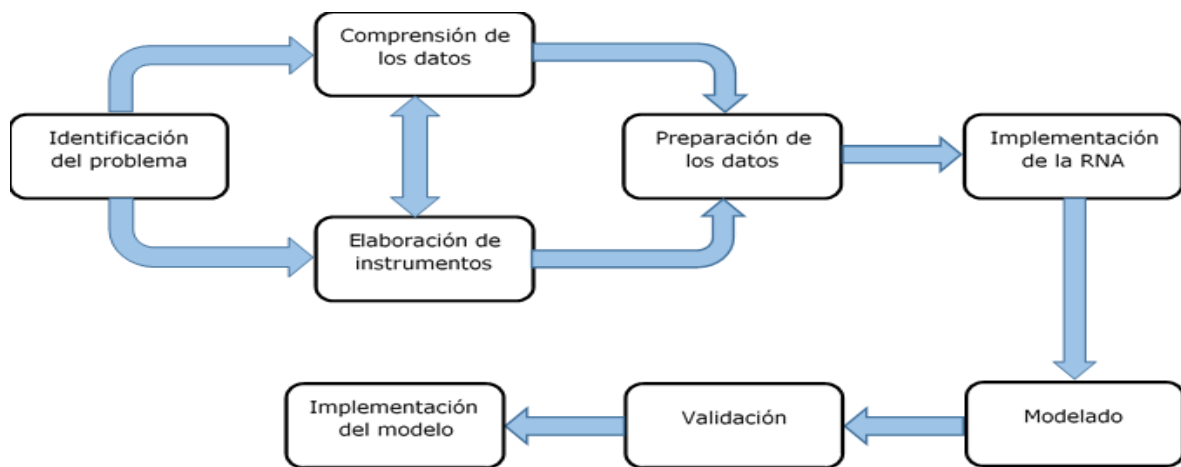 Comprensión de
los datos
Identificación
del problema
Elaboración de
instrumentos
Preparación de
los datos
Implementación
de la RNA
Modelado
Validación
Implementación
del modelo